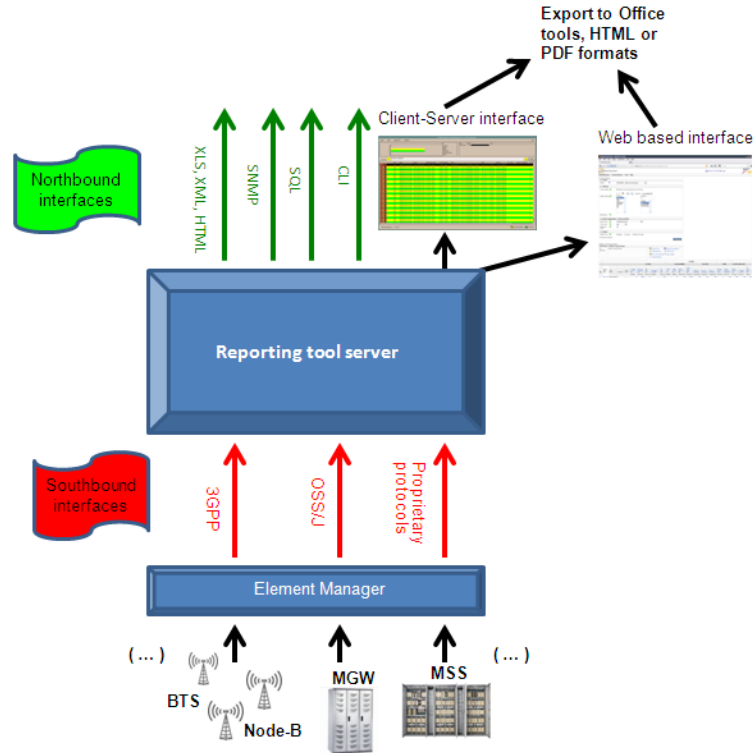 Export to Office
tools, HTML or
PDF formats
Client-Server interface
Web based interface
Northbound
interfaces
XLS, XML, HTML
SNMP
SQL
CLI
Reporting tool server
Southbound
interfaces
3GPP
OSS/J
Proprietary
protocols
Element Manager
( ... )
BTS
Node-B
MGW
MSS
( ... )